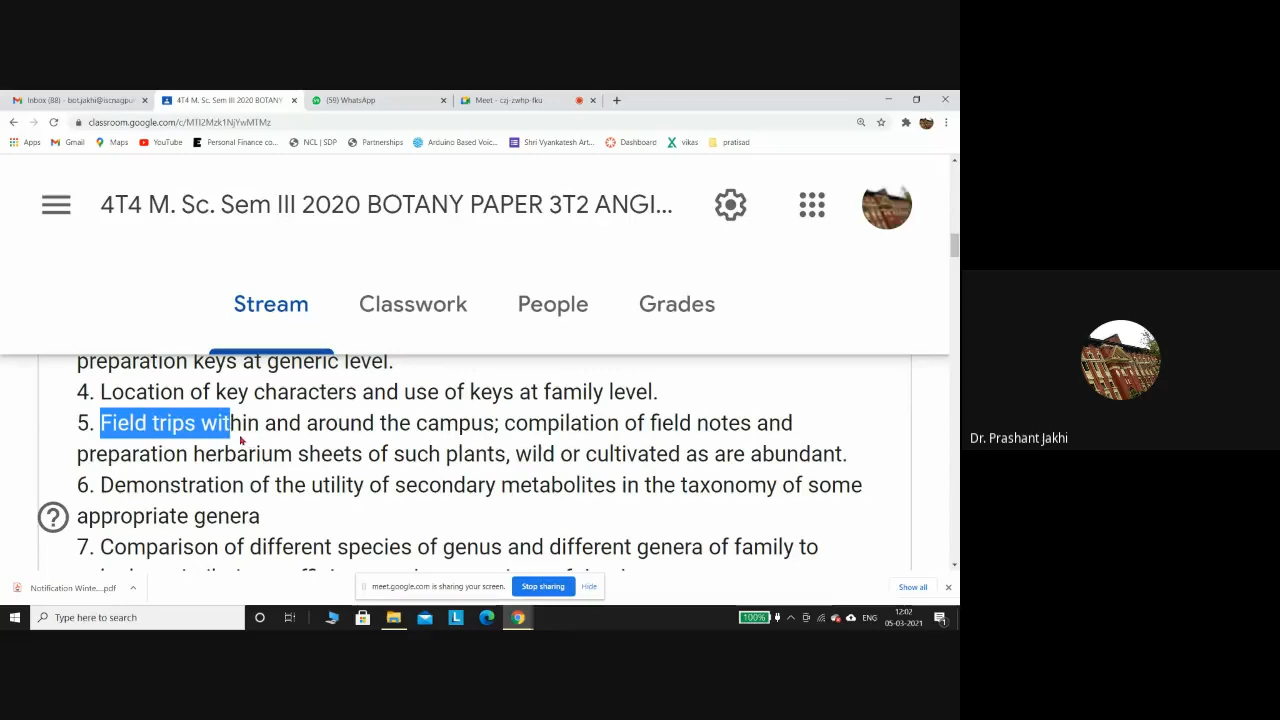 Inbox (88) - bot.jakhi@iscnagpur
4T4 M. Sc. Sem III 2020 BOTANY
(59) WhatsApp
Meet - czj-zwhp-fku
classroom.google.com/c/MTI2Mzk1NjYwMTMz
Apps Gmail Maps YouTube Personal Finance co... NCL | SDP Partnerships Arduino Based Voic... Shri Vyankatesh Art... Dashboard vikas pratisad
4T4 M. Sc. Sem III 2020 BOTANY PAPER 3T2 ANGI...
Stream Classwork People Grades
preparation keys at generic level.
4. Location of key characters and use of keys at family level.
5. Field trips within and around the campus; compilation of field notes and
preparation herbarium sheets of such plants, wild or cultivated as are abundant.
6. Demonstration of the utility of secondary metabolites in the taxonomy of some
appropriate genera
7. Comparison of different species of genus and different genera of family to
Dr. Prashant Jakhi
Notification Winte....pdf
meet.google.com is sharing your screen. Stop sharing Hide
Show all
Type here to search
100%
ENG
12:02
05-03-2021